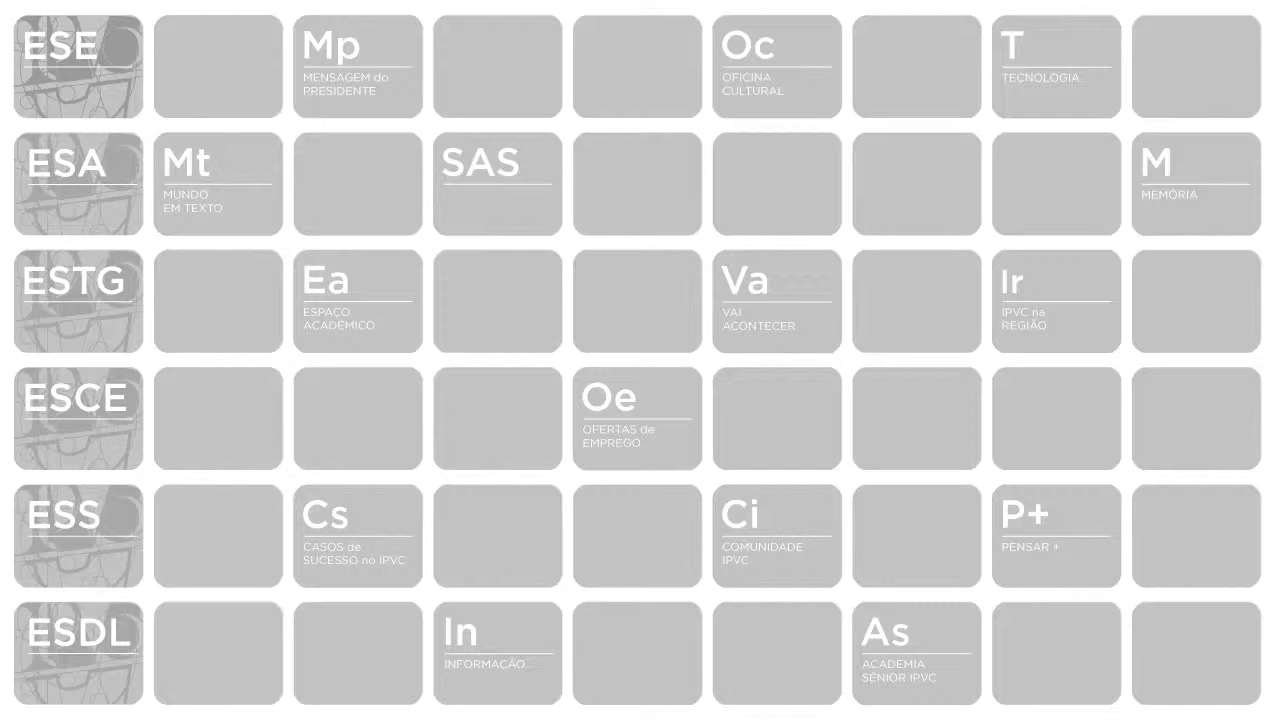 ESE
Mp
MENSAGEM do
PRESIDENTE
Oc
OFICINA
CULTURAL
T
TECNOLOGIA
ESA
Mt
MUNDO
EM TEXTO
SAS
M
MEMÓRIA
ESTG
Ea
ESPAÇO
ACADÉMICO
Va
VAI
ACONTECER
Ir
IPVC na
REGIÃO
ESCE
Oe
OFERTAS de
EMPREGO
ESS
Cs
CASOS de
SUCESSO no IPVC
Ci
COMUNIDADE
IPVC
P+
PENSAR +
ESDL
In
INFORMAÇÃO
As
ACADEMIA
SÉNIOR IPVC